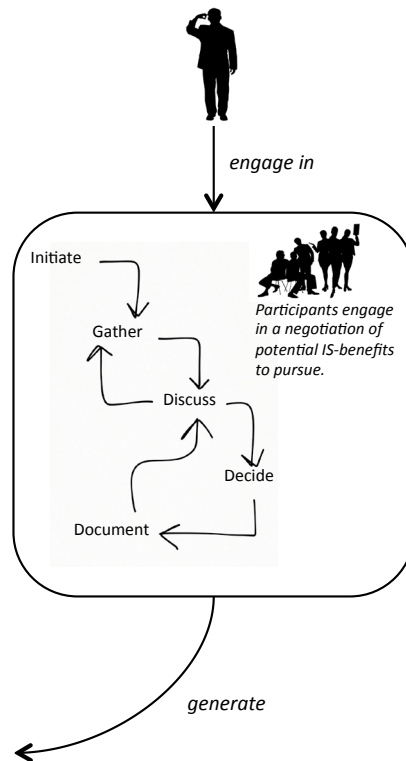 engage in
Initiate
Participants engage
in a negotiation of
potential IS-benefits
to pursue.
Gather
Discuss
Decide
Document
generate